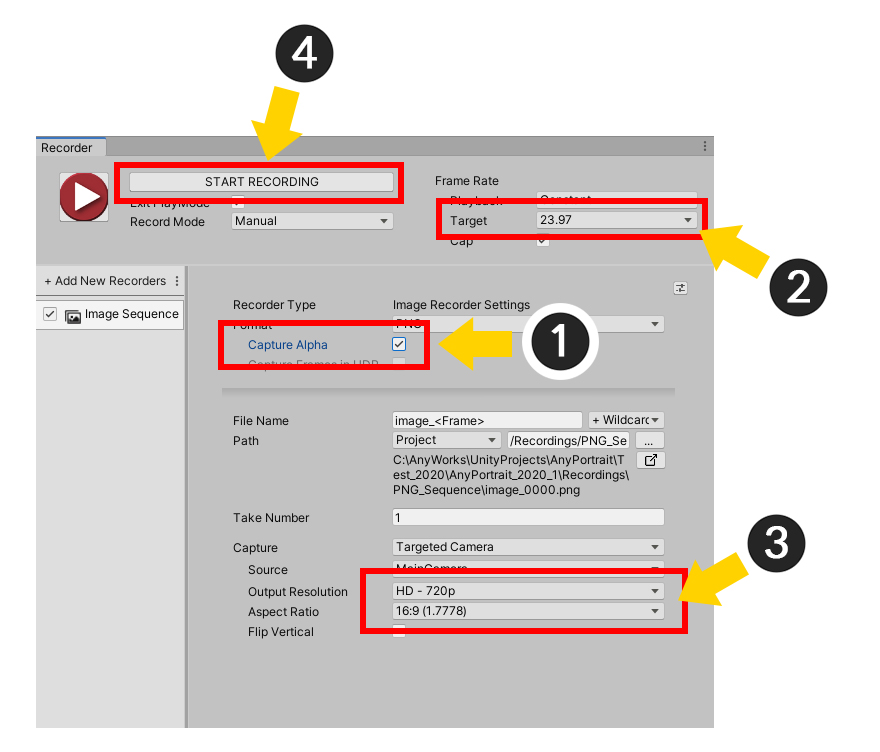 4
Recorder
START RECORDING
Exit PlayMode
Record Mode
Manual
Frame Rate
Playback
Constant
Target
23.97
Cap
2
+ Add New Recorders
Image Sequence
Recorder Type
Image Recorder Settings
Format
PNG
Capture Alpha
1
Capture Frames in HDR
File Name
image_<Frame>
+ Wildcard
Path
Project
/Recordings/PNG_Se
...
C:\AnyWorks\UnityProjects\AnyPortrait\T
est_2020\AnyPortrait_2020_1\Recordings\
PNG_Sequence\image_0000.png
Take Number
1
3
Capture
Targeted Camera
Source
MainCamera
Output Resolution
HD - 720p
Aspect Ratio
16:9 (1.7778)
Flip Vertical